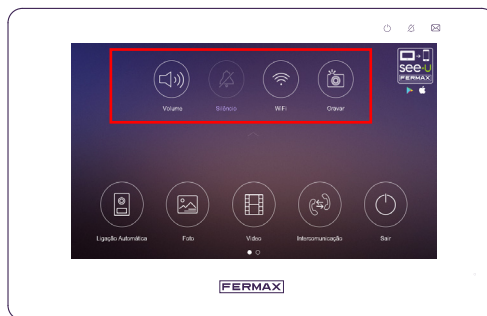 see-U
FERMAX
Volume
Silêncio
WiFi
Gravar
Ligação Automática
Foto
Vídeo
Intercomunicação
Sair
FERMAX